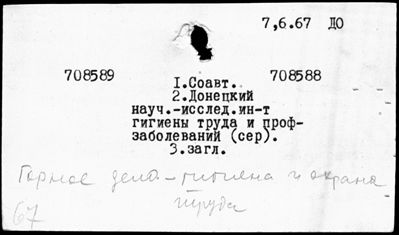 7,6.67 ДО
708589 708588
I.Соавт.
2.Донецкий
науч.-исслед.ин-т
гигиены труда и проф-
заболеваний (сер).
3.загл.
Горное дело - гигиена и охрана
труда
67